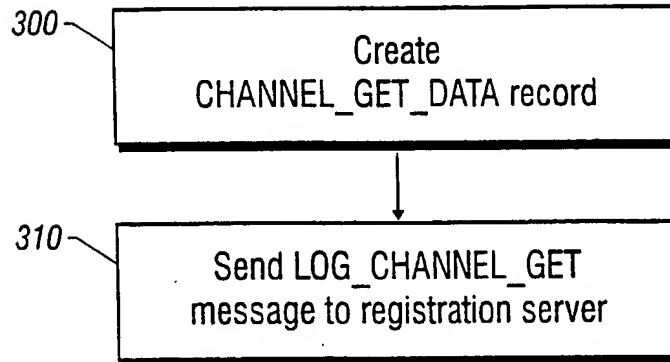 300
Create
CHANNEL_GET_DATA record
310
Send LOG_CHANNEL_GET
message to registration server